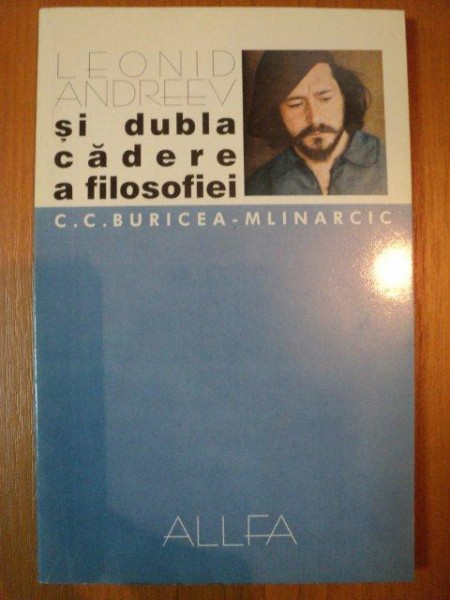 LEONID
ANDREEV
și dubla
cădere
a filosofiei
C.C.BURICEA-MLINARCIC
ALLFA